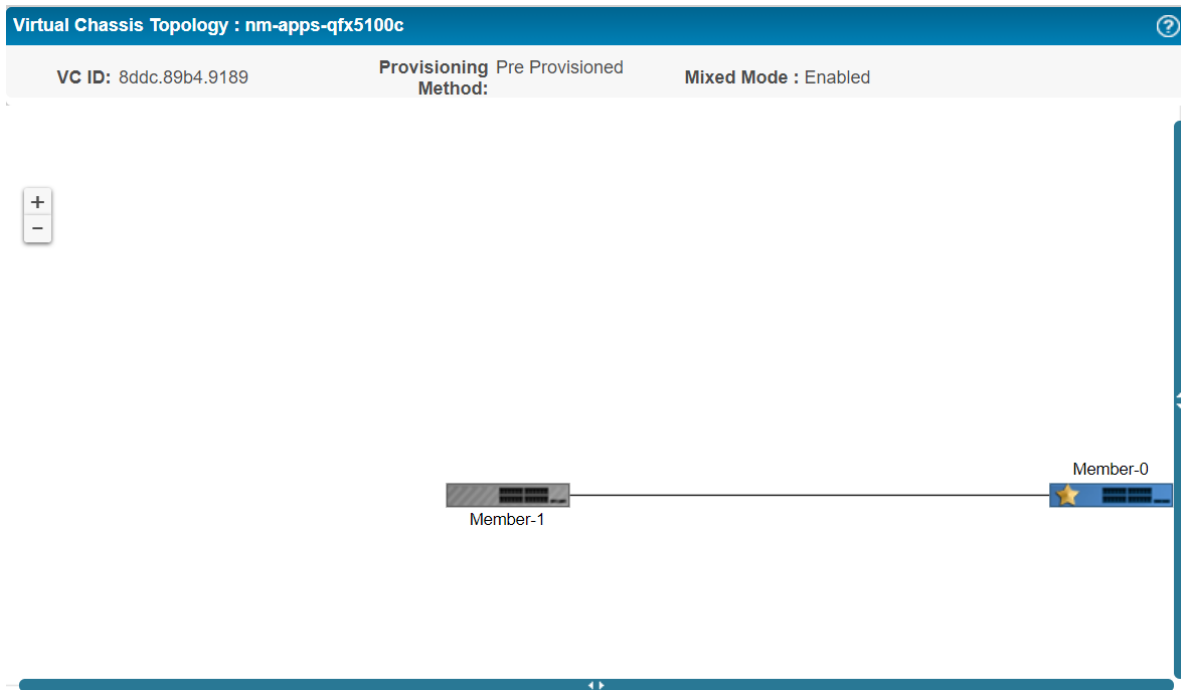 Virtual Chassis Topology : nm-apps-qfx5100c
VC ID: 8ddc.89b4.9189
Provisioning Method: Pre Provisioned
Mixed Mode : Enabled
+
−
Member-0
Member-1